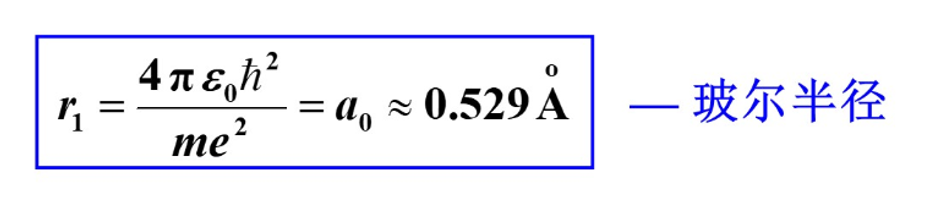 r₁ = 4πε₀ħ² / me² = a₀ ≈ 0.529 Å — 玻尔半径